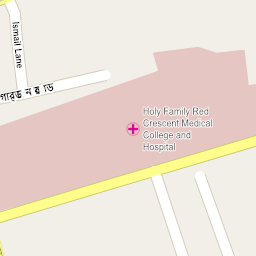 Ismail Lane
গার্ডেন রোড
Holy Family Red
Crescent Medical
College and
Hospital